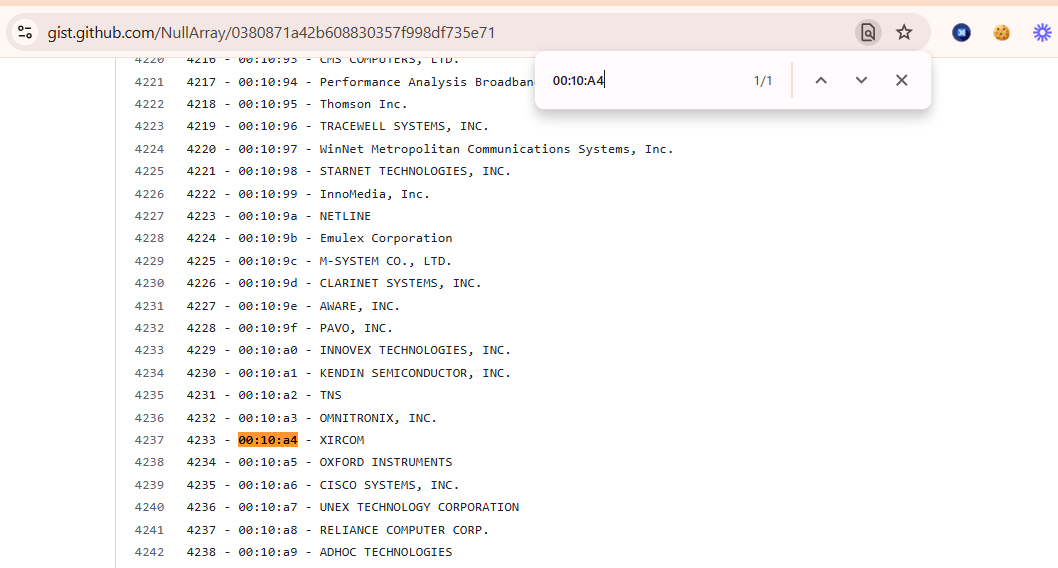 gist.github.com/NullArray/0380871a42b608830357f998df735e71
00:10:A4 1/1
4220 4216 - 00:10:93 - CMS COMPUTERS, LTD.
4221 4217 - 00:10:94 - Performance Analysis Broadban
4222 4218 - 00:10:95 - Thomson Inc.
4223 4219 - 00:10:96 - TRACEWELL SYSTEMS, INC.
4224 4220 - 00:10:97 - WinNet Metropolitan Communications Systems, Inc.
4225 4221 - 00:10:98 - STARNET TECHNOLOGIES, INC.
4226 4222 - 00:10:99 - InnoMedia, Inc.
4227 4223 - 00:10:9a - NETLINE
4228 4224 - 00:10:9b - Emulex Corporation
4229 4225 - 00:10:9c - M-SYSTEM CO., LTD.
4230 4226 - 00:10:9d - CLARINET SYSTEMS, INC.
4231 4227 - 00:10:9e - AWARE, INC.
4232 4228 - 00:10:9f - PAVO, INC.
4233 4229 - 00:10:a0 - INNOVEX TECHNOLOGIES, INC.
4234 4230 - 00:10:a1 - KENDIN SEMICONDUCTOR, INC.
4235 4231 - 00:10:a2 - TNS
4236 4232 - 00:10:a3 - OMNITRONIX, INC.
4237 4233 - 00:10:a4 - XIRCOM
4238 4234 - 00:10:a5 - OXFORD INSTRUMENTS
4239 4235 - 00:10:a6 - CISCO SYSTEMS, INC.
4240 4236 - 00:10:a7 - UNEX TECHNOLOGY CORPORATION
4241 4237 - 00:10:a8 - RELIANCE COMPUTER CORP.
4242 4238 - 00:10:a9 - ADHOC TECHNOLOGIES